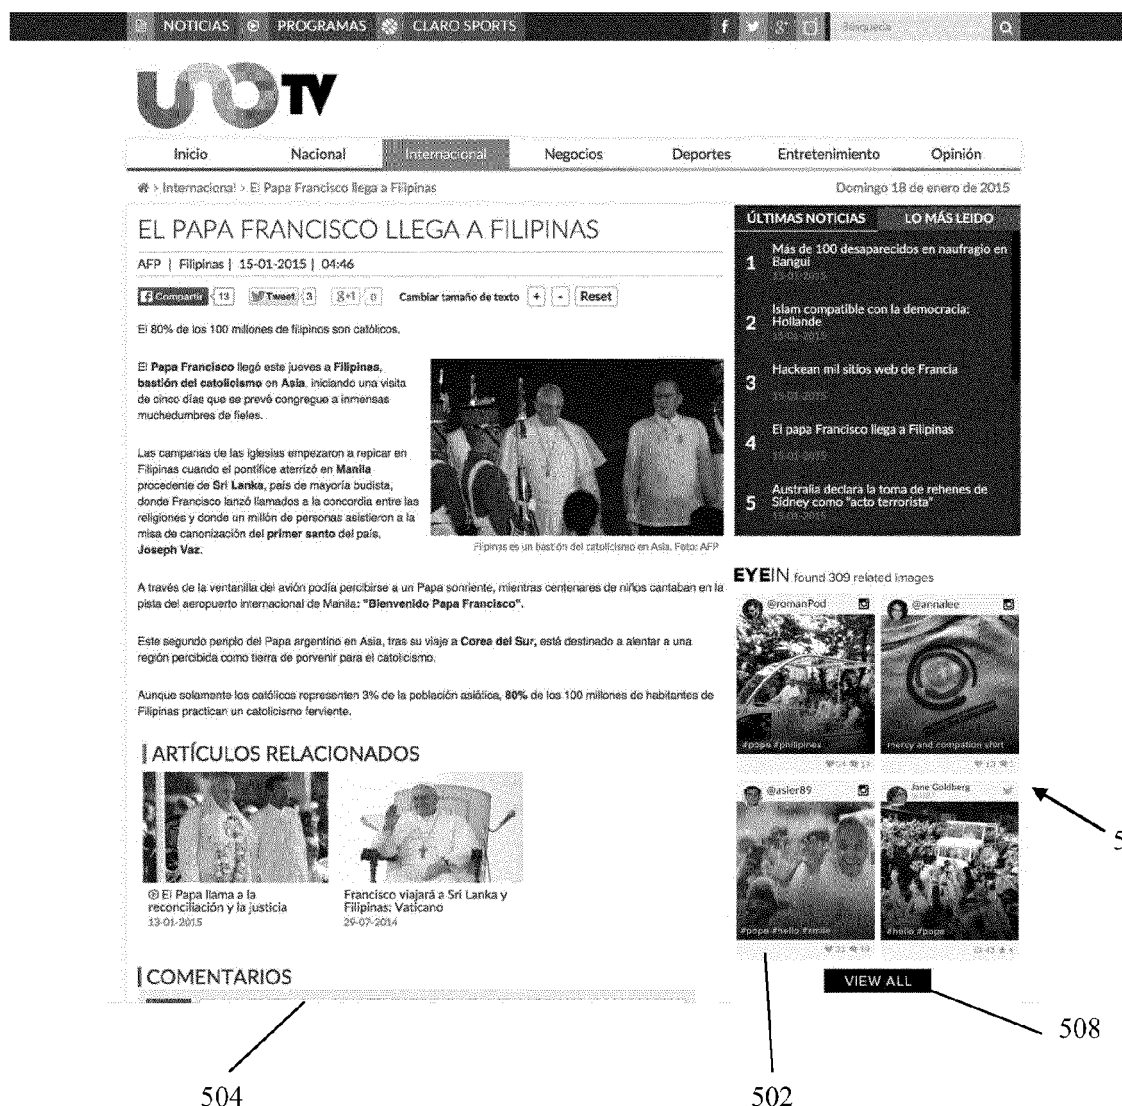 NOTICIAS PROGRAMAS CLARO SPORTS f Búsqueda
UNO TV
Inicio Nacional Internacional Negocios Deportes Entretenimiento Opinión
> Internacional > El Papa Francisco llega a Filipinas Domingo 18 de enero de 2015
EL PAPA FRANCISCO LLEGA A FILIPINAS
AFP | Filipinas | 15-01-2015 | 04:46
Compartir 13 Tweet 3 g+1 0 Cambiar tamaño de texto + - Reset
El 80% de los 100 millones de filipinos son católicos.
El Papa Francisco llegó este jueves a Filipinas,
bastión del catolicismo en Asia, iniciando una visita
de cinco días que se prevé congregue a inmensas
muchedumbres de fieles.
Las campanas de las iglesias empezaron a repicar en
Filipinas cuando el pontífice aterrizó en Manila
procedente de Sri Lanka, país de mayoría budista,
donde Francisco lanzó llamados a la concordia entre las
religiones y donde un millón de personas asistieron a la
misa de canonización del primer santo del país,
Joseph Vaz.
Filipinas es un bastión del catolicismo en Asia. Foto: AFP
A través de la ventanilla del avión podía percibirse a un Papa sonriente, mientras centenares de niños cantaban en la
pista del aeropuerto internacional de Manila: "Bienvenido Papa Francisco".
Este segundo periplo del Papa argentino en Asia, tras su viaje a Corea del Sur, está destinado a alentar a una
región percibida como tierra de porvenir para el catolicismo.
Aunque solamente los católicos representen 3% de la población asiática, 80% de los 100 millones de habitantes de
Filipinas practican un catolicismo ferviente.
ARTÍCULOS RELACIONADOS
El Papa llama a la
reconciliación y la justicia
13-01-2015
Francisco viajará a Sri Lanka y
Filipinas: Vaticano
29-07-2014
COMENTARIOS
ÚLTIMAS NOTICIAS LO MÁS LEIDO
1 Más de 100 desaparecidos en naufragio en
Bangui
2 Islam compatible con la democracia:
Hollande
3 Hackean mil sitios web de Francia
4 El papa Francisco llega a Filipinas
5 Australia declara la toma de rehenes de
Sídney como "acto terrorista"
EYEIN found 309 related images
@romanPod @annalee
#pope #philipines mercy and compation shirt
@asier89 Jane Goldberg
#pope #hello #smile #hello #pope
VIEW ALL
5
508
504 502